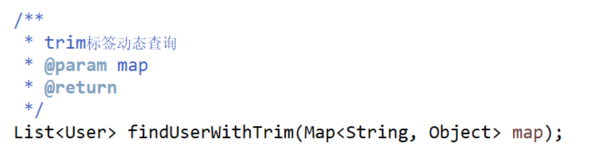 /**
* trim标签动态查询
* @param map
* @return
*/
List<User> findUserWithTrim(Map<String, Object> map);